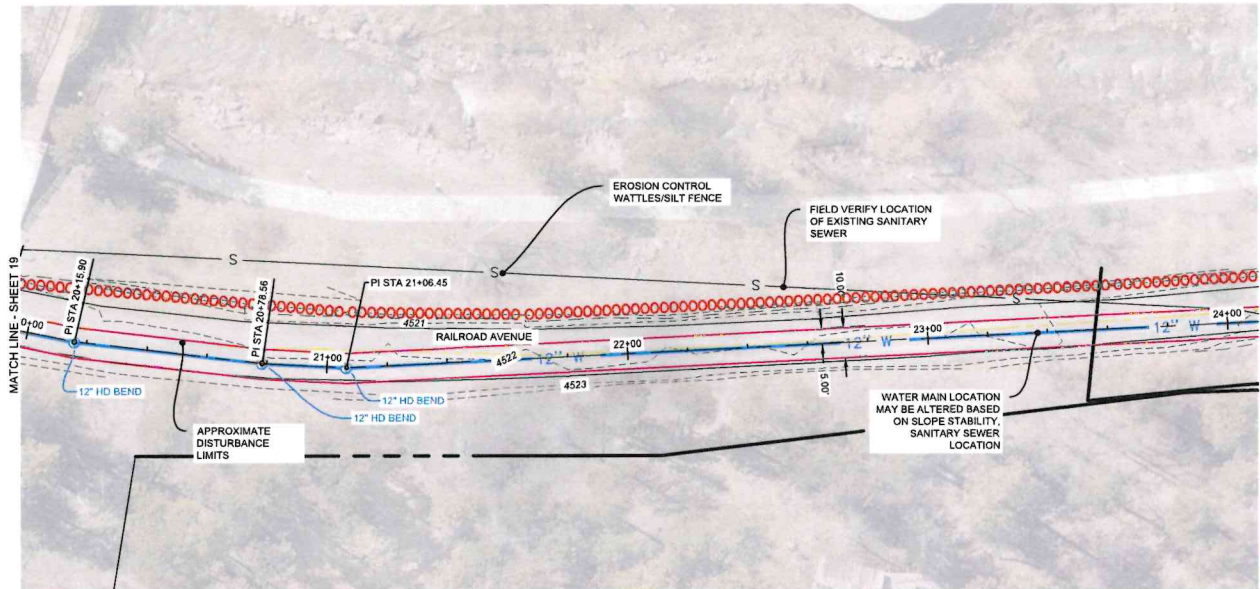 EROSION CONTROL
WATTLES/SILT FENCE
FIELD VERIFY LOCATION
OF EXISTING SANITARY
SEWER
MATCH LINE- SHEET 19
S
S
S
S
PI STA 20+15.90
PI STA 20+78.56
PI STA 21+06.45
10.00'
4521
RAILROAD AVENUE
0+00
21+00
4522
12" W
22+00
12" W
23+00
12" W
24+00
4523
5.00'
12" HD BEND
12" HD BEND
12" HD BEND
APPROXIMATE
DISTURBANCE
LIMITS
WATER MAIN LOCATION
MAY BE ALTERED BASED
ON SLOPE STABILITY,
SANITARY SEWER
LOCATION